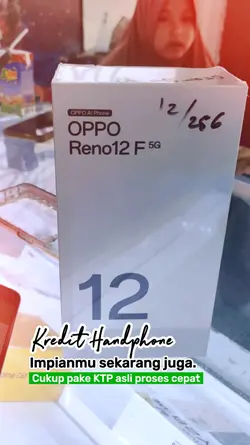 OPPO AI Phone
OPPO
Reno12 F 5G
12/256
12
Kredit Handphone
Impianmu sekarang juga.
Cukup pake KTP asli proses cepat